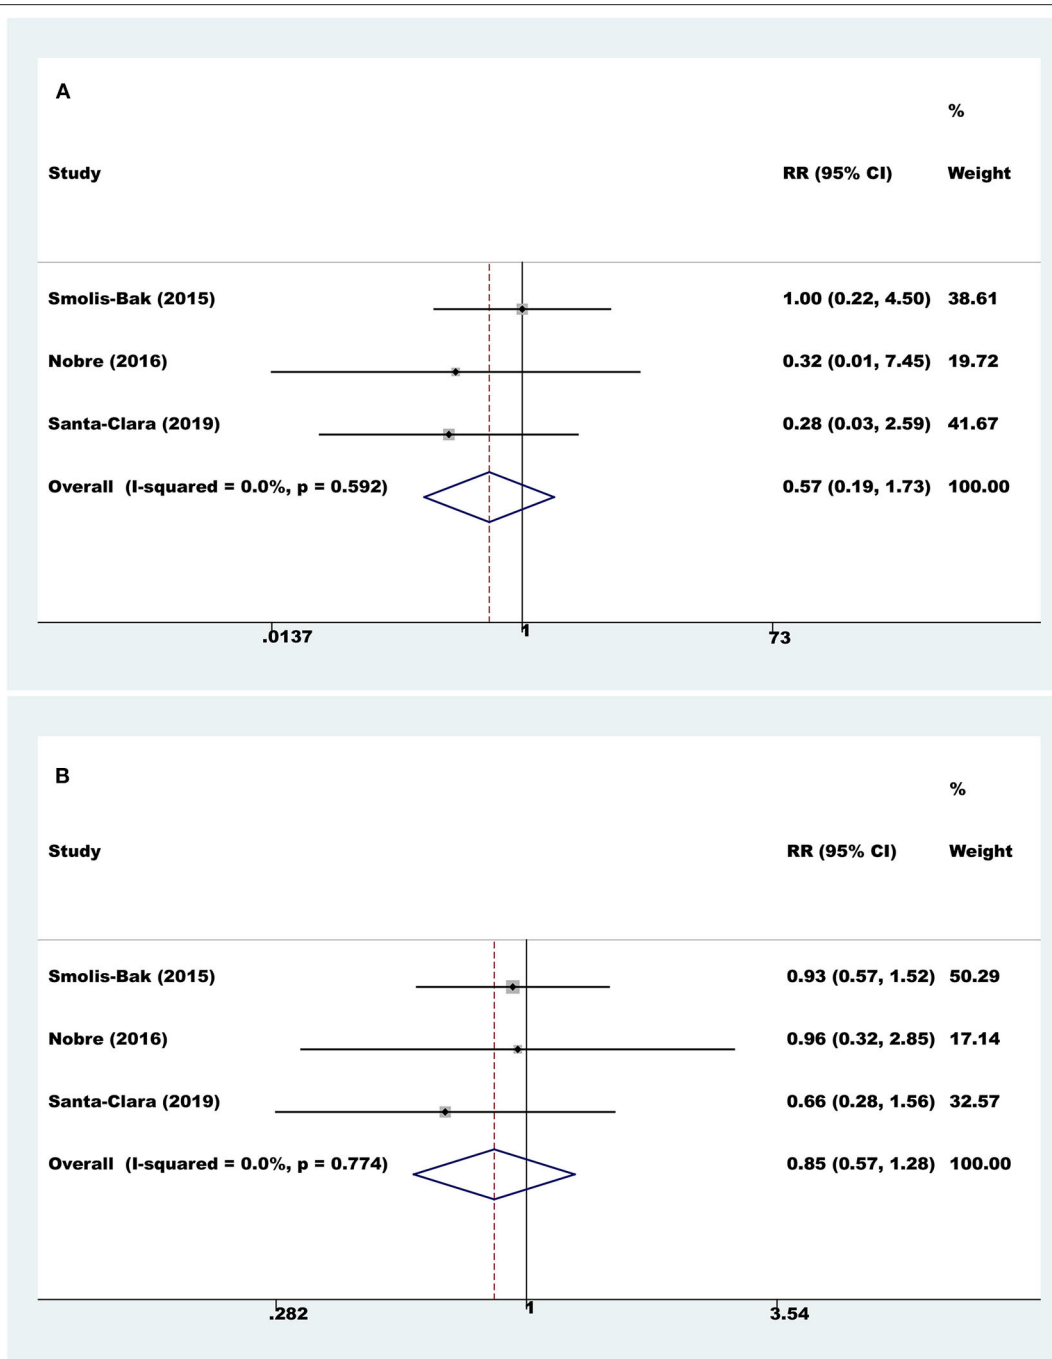 A
%
Study RR (95% CI) Weight
Smolis-Bak (2015) 1.00 (0.22, 4.50) 38.61
Nobre (2016) 0.32 (0.01, 7.45) 19.72
Santa-Clara (2019) 0.28 (0.03, 2.59) 41.67
Overall (I-squared = 0.0%, p = 0.592) 0.57 (0.19, 1.73) 100.00
.0137 1 73
B
%
Study RR (95% CI) Weight
Smolis-Bak (2015) 0.93 (0.57, 1.52) 50.29
Nobre (2016) 0.96 (0.32, 2.85) 17.14
Santa-Clara (2019) 0.66 (0.28, 1.56) 32.57
Overall (I-squared = 0.0%, p = 0.774) 0.85 (0.57, 1.28) 100.00
.282 1 3.54